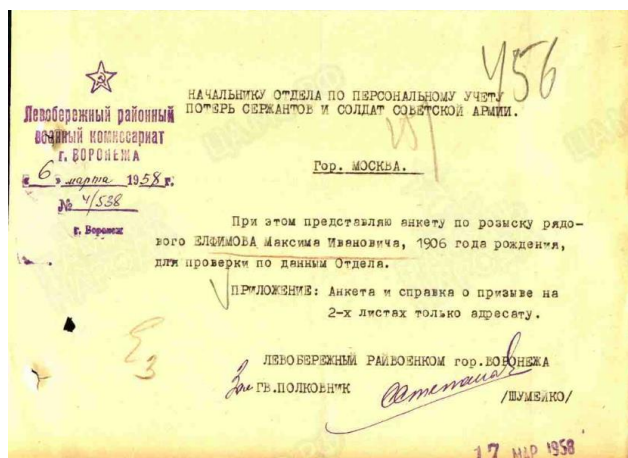 456
НАЧАЛЬНИКУ ОТДЕЛА ПО ПЕРСОНАЛЬНОМУ УЧЕТУ
ПОТЕРЬ СЕРЖАНТОВ И СОЛДАТ СОВЕТСКОЙ АРМИИ.
Левобережный районный
военный комиссариат
г. ВОРОНЕЖА
"6" марта 1958 г.
№ 4/538
г. Воронеж
Гор. МОСКВА.
При этом представляю анкету по розыску рядо-
вого ЕЛФИМОВА Максима Ивановича, 1906 года рождения,
для проверки по данным Отдела.
ПРИЛОЖЕНИЕ: Анкета и справка о призыве на
2-х листах только адресату.
ЛЕВОБЕРЕЖНЫЙ РАЙВОЕНКОМ гор.ВОРОНЕЖА
ГВ.ПОЛКОВНИК
/ШУМЕЙКО/
17 МАР 1958